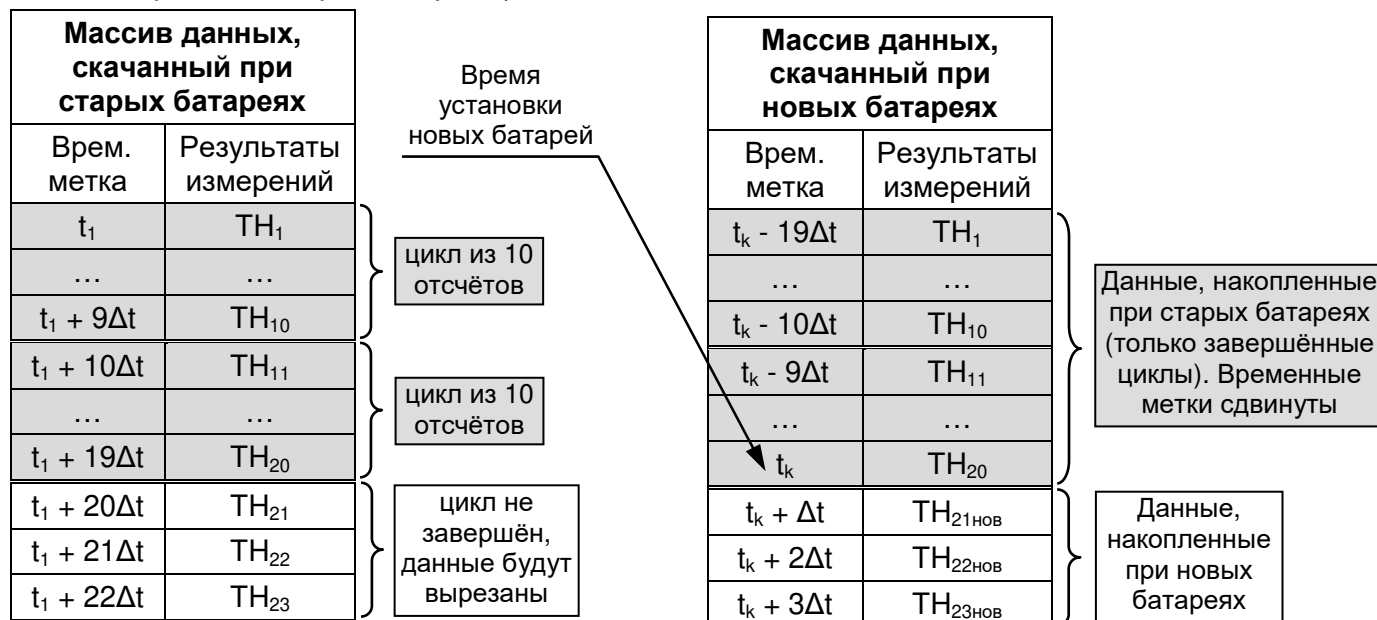 Массив данных,
скачанный при
старых батареях
Врем.
метка
Результаты
измерений
t₁ TH₁
… …
t₁ + 9Δt TH₁₀
t₁ + 10Δt TH₁₁
… …
t₁ + 19Δt TH₂₀
t₁ + 20Δt TH₂₁
t₁ + 21Δt TH₂₂
t₁ + 22Δt TH₂₃
цикл из 10
отсчётов
цикл из 10
отсчётов
цикл не
завершён,
данные будут
вырезаны
Время
установки
новых батарей
Массив данных,
скачанный при
новых батареях
Врем.
метка
Результаты
измерений
tₖ - 19Δt TH₁
… …
tₖ - 10Δt TH₁₀
tₖ - 9Δt TH₁₁
… …
tₖ TH₂₀
tₖ + Δt TH₂₁нов
tₖ + 2Δt TH₂₂нов
tₖ + 3Δt TH₂₃нов
Данные, накопленные
при старых батареях
(только завершённые
циклы). Временные
метки сдвинуты
Данные,
накопленные
при новых
батареях